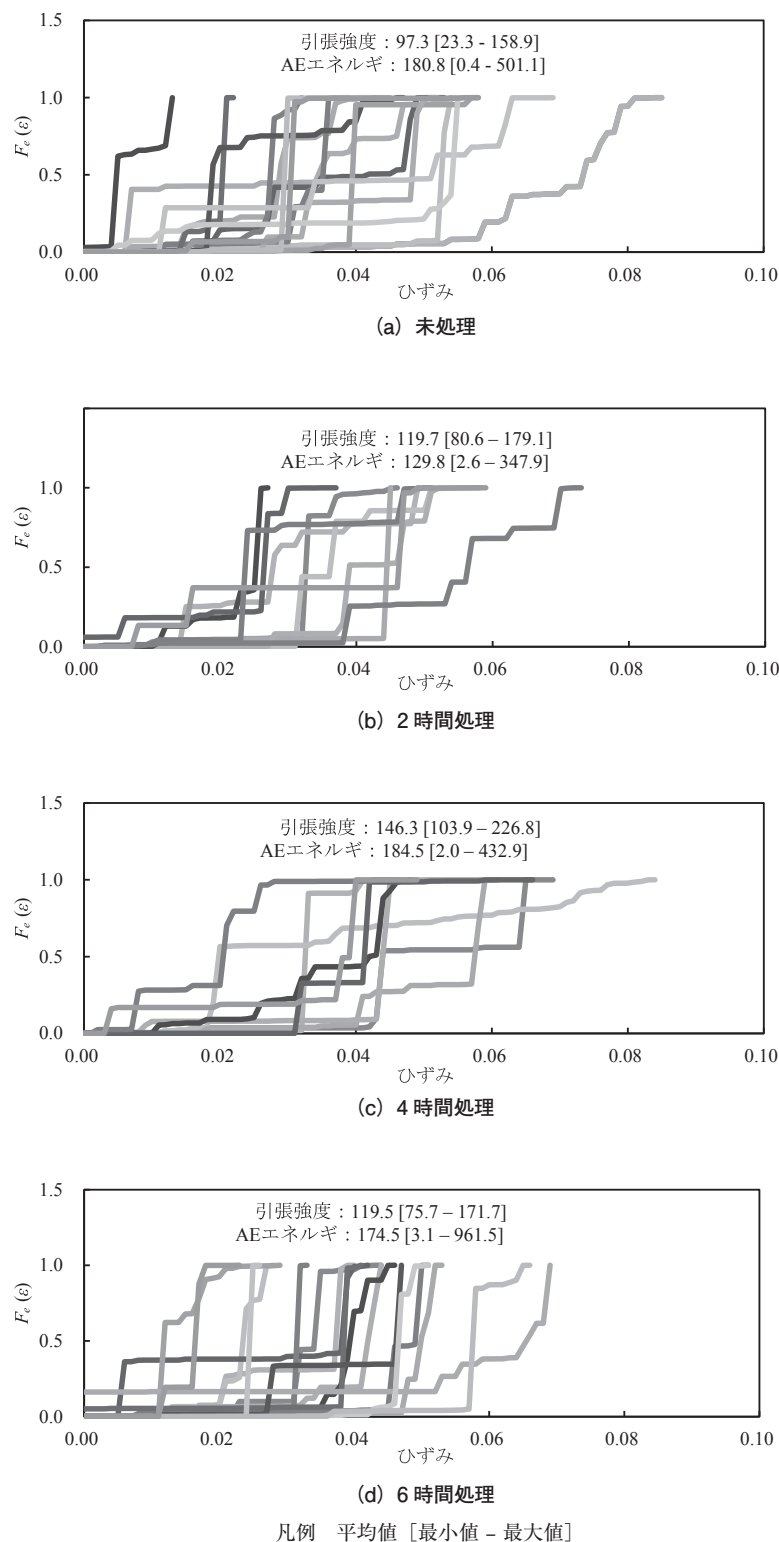 引張強度：97.3 [23.3 - 158.9]
AEエネルギ：180.8 [0.4 - 501.1]
1.5
1.0
0.5
0.0
Fe (ε)
0.00 0.02 0.04 0.06 0.08 0.10
ひずみ
(a) 未処理
引張強度：119.7 [80.6 – 179.1]
AEエネルギ：129.8 [2.6 – 347.9]
1.0
0.5
0.0
Fe (ε)
0.00 0.02 0.04 0.06 0.08 0.10
ひずみ
(b) 2 時間処理
引張強度：146.3 [103.9 – 226.8]
AEエネルギ：184.5 [2.0 – 432.9]
1.5
1.0
0.5
0.0
Fe (ε)
0.00 0.02 0.04 0.06 0.08 0.10
ひずみ
(c) 4 時間処理
引張強度：119.5 [75.7 – 171.7]
AEエネルギ：174.5 [3.1 – 961.5]
1.5
1.0
0.5
0.0
Fe (ε)
0.00 0.02 0.04 0.06 0.08 0.10
ひずみ
(d) 6 時間処理
凡例　平均値［最小値 – 最大値］